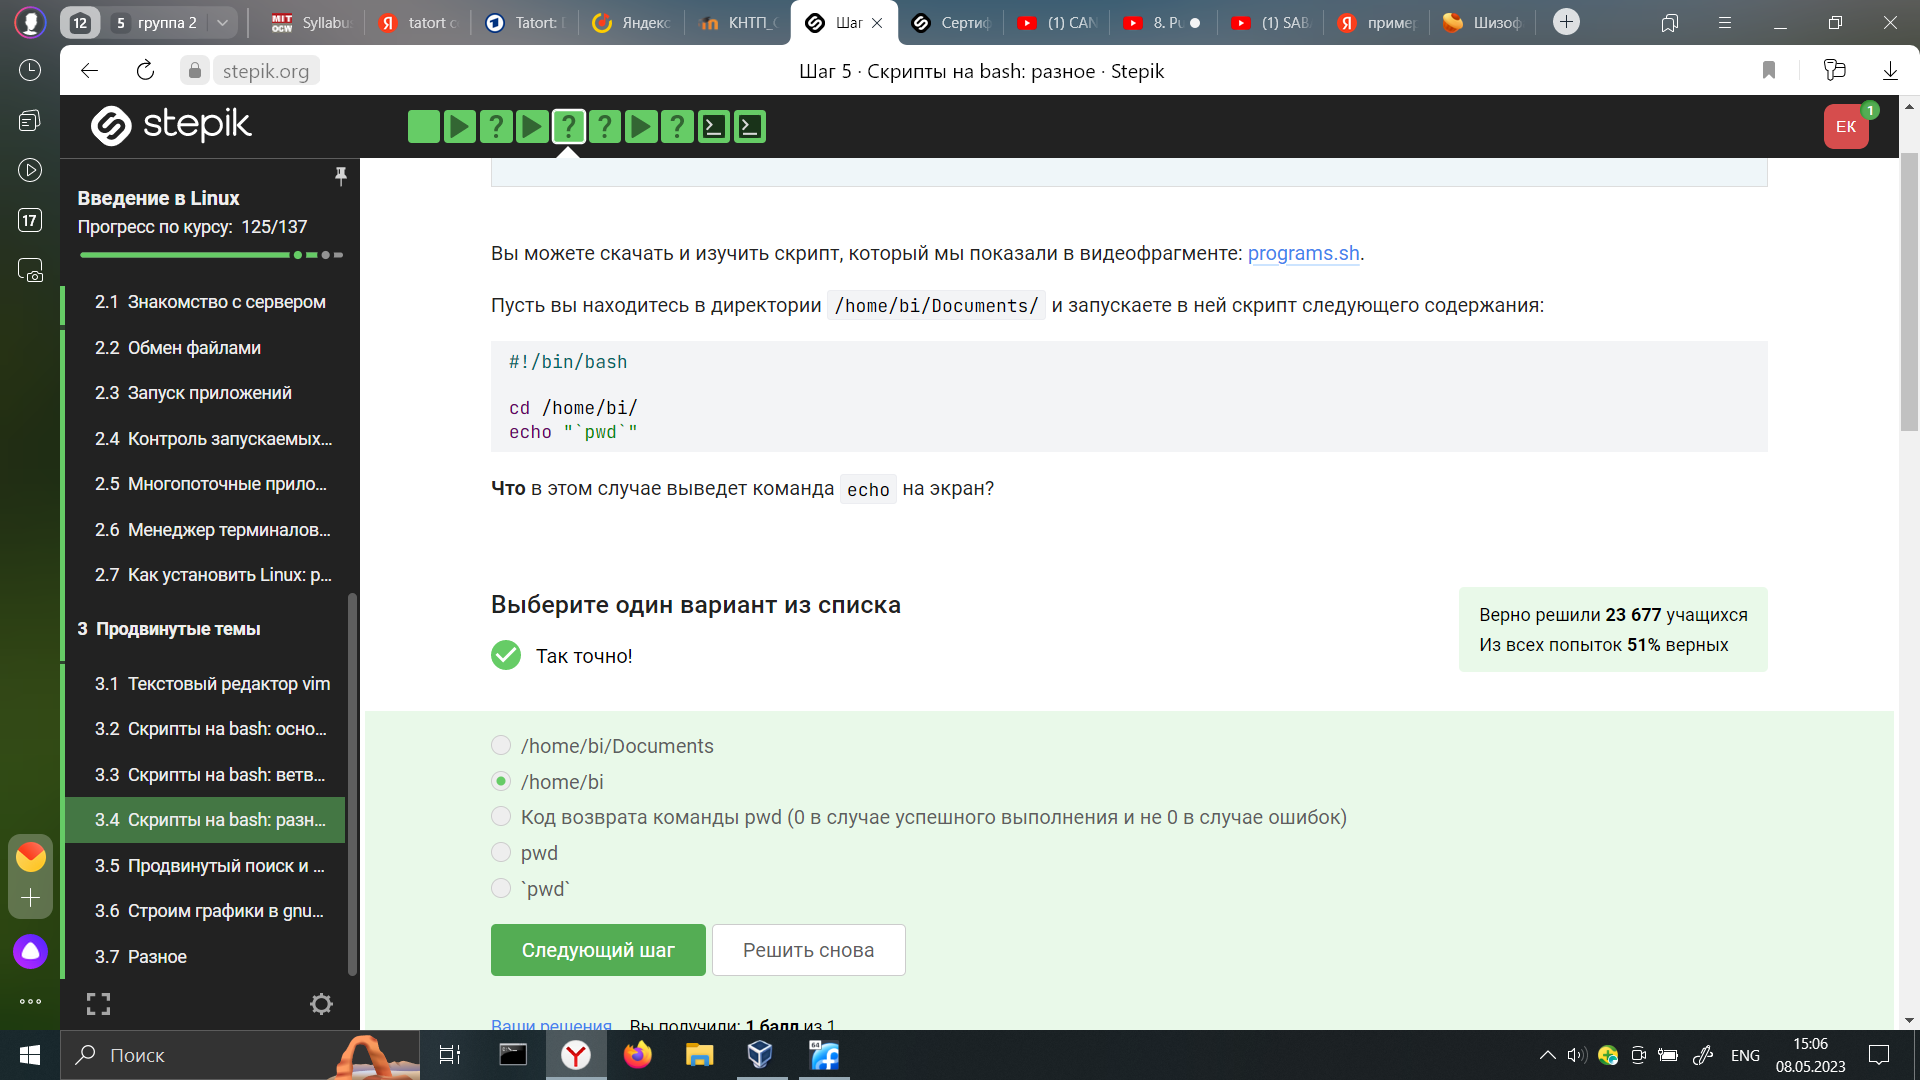 12
5 группа 2
MIT OCW Syllabu
tatort c
Tatort: D
Яндекс
КНТП_С
Шаг
Сертиф
(1) CAN
8. Pu
(1) SAB
пример
Шизоф
stepik.org
Шаг 5 · Скрипты на bash: разное · Stepik
17
stepik
ЕК
1
Введение в Linux
Прогресс по курсу: 125/137
2.1 Знакомство с сервером
2.2 Обмен файлами
2.3 Запуск приложений
2.4 Контроль запускаемых...
2.5 Многопоточные прило...
2.6 Менеджер терминалов...
2.7 Как установить Linux: р...
3 Продвинутые темы
3.1 Текстовый редактор vim
3.2 Скрипты на bash: осно...
3.3 Скрипты на bash: ветв...
3.4 Скрипты на bash: разн...
3.5 Продвинутый поиск и ...
3.6 Строим графики в gnu...
3.7 Разное
Вы можете скачать и изучить скрипт, который мы показали в видеофрагменте: programs.sh.
Пусть вы находитесь в директории /home/bi/Documents/ и запускаете в ней скрипт следующего содержания:
#!/bin/bash
cd /home/bi/
echo "`pwd`"
Что в этом случае выведет команда echo на экран?
Выберите один вариант из списка
Так точно!
Верно решили 23 677 учащихся
Из всех попыток 51% верных
/home/bi/Documents
/home/bi
Код возврата команды pwd (0 в случае успешного выполнения и не 0 в случае ошибок)
pwd
`pwd`
Следующий шаг
Решить снова
Ваши решения Вы получили: 1 балл из 1
Поиск
64
ENG
15:06
08.05.2023